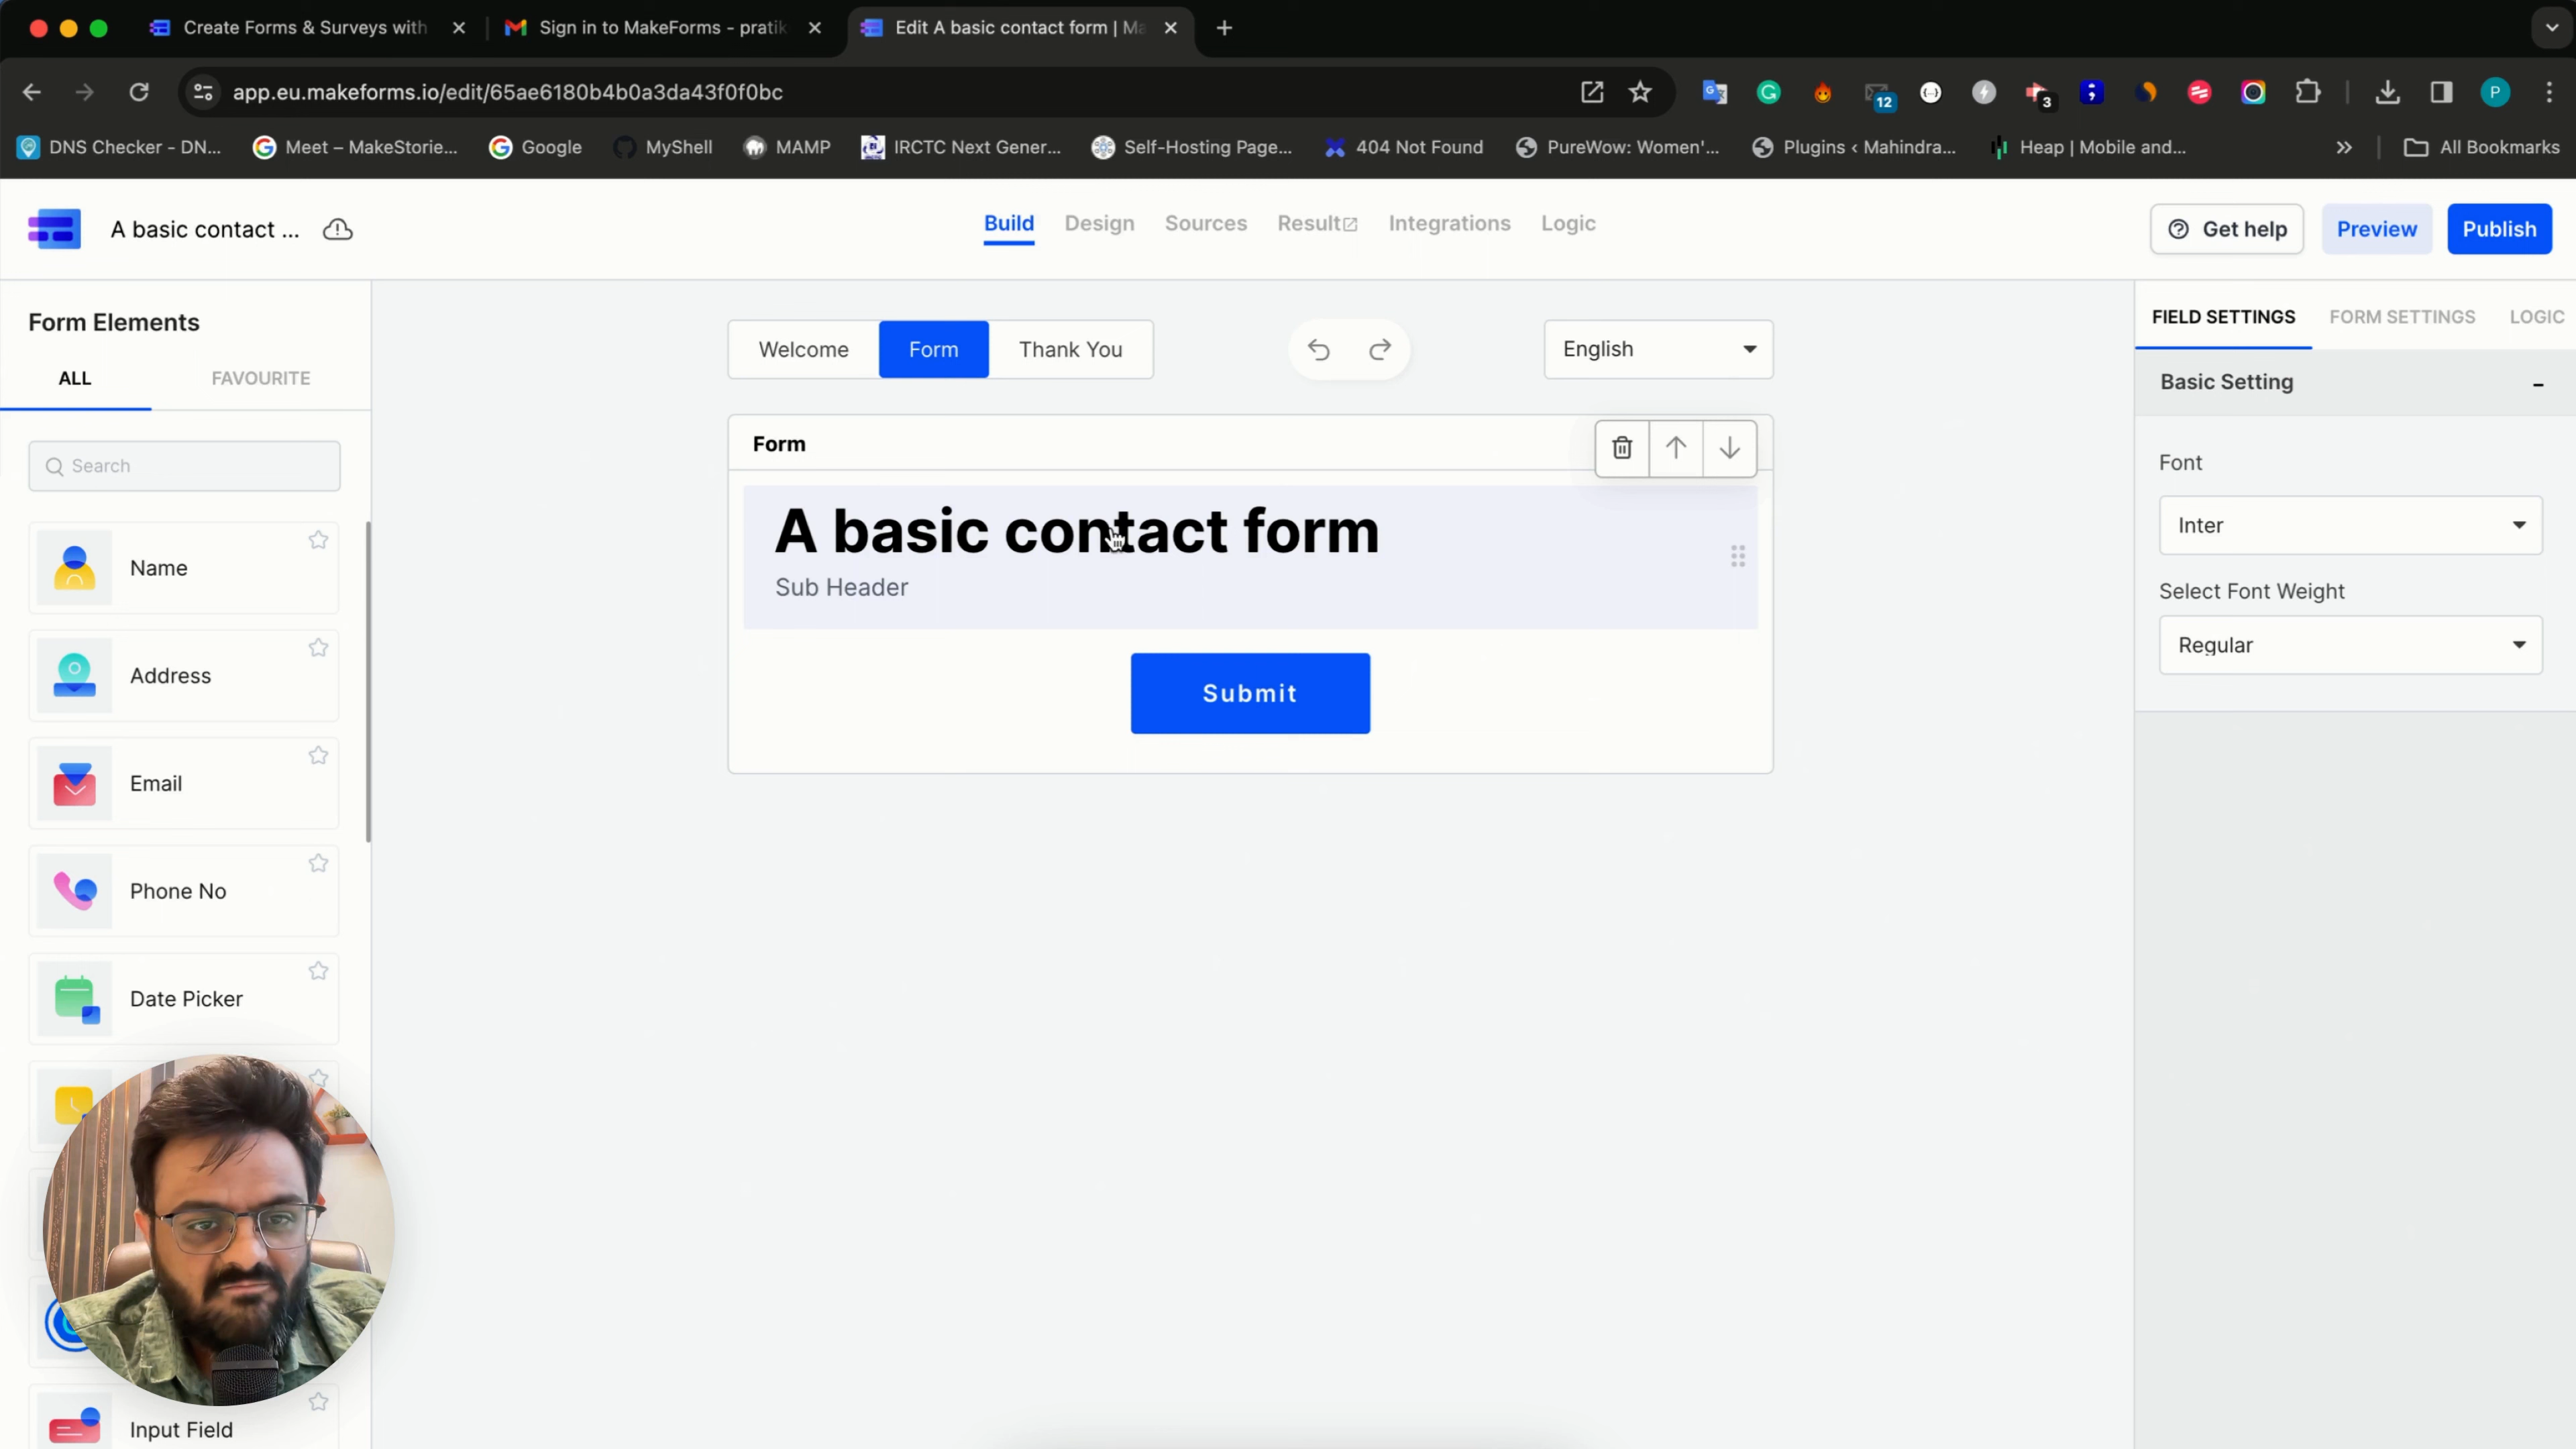 Create Forms & Surveys with
Sign in to MakeForms - pratik
Edit A basic contact form | Ma
app.eu.makeforms.io/edit/65ae6180b4b0a3da43f0f0bc
12
3
P
DNS Checker - DN...
Meet – MakeStorie...
Google
MyShell
MAMP
IRCTC Next Gener...
Self-Hosting Page...
404 Not Found
PureWow: Women'...
Plugins ‹ Mahindra...
Heap | Mobile and...
All Bookmarks
A basic contact ...
Build
Design
Sources
Result
Integrations
Logic
Get help
Preview
Publish
Form Elements
ALL
FAVOURITE
Search
Name
Address
Email
Phone No
Date Picker
Input Field
Welcome
Form
Thank You
English
Form
A basic contact form
Sub Header
Submit
FIELD SETTINGS
FORM SETTINGS
LOGIC
Basic Setting
Font
Inter
Select Font Weight
Regular